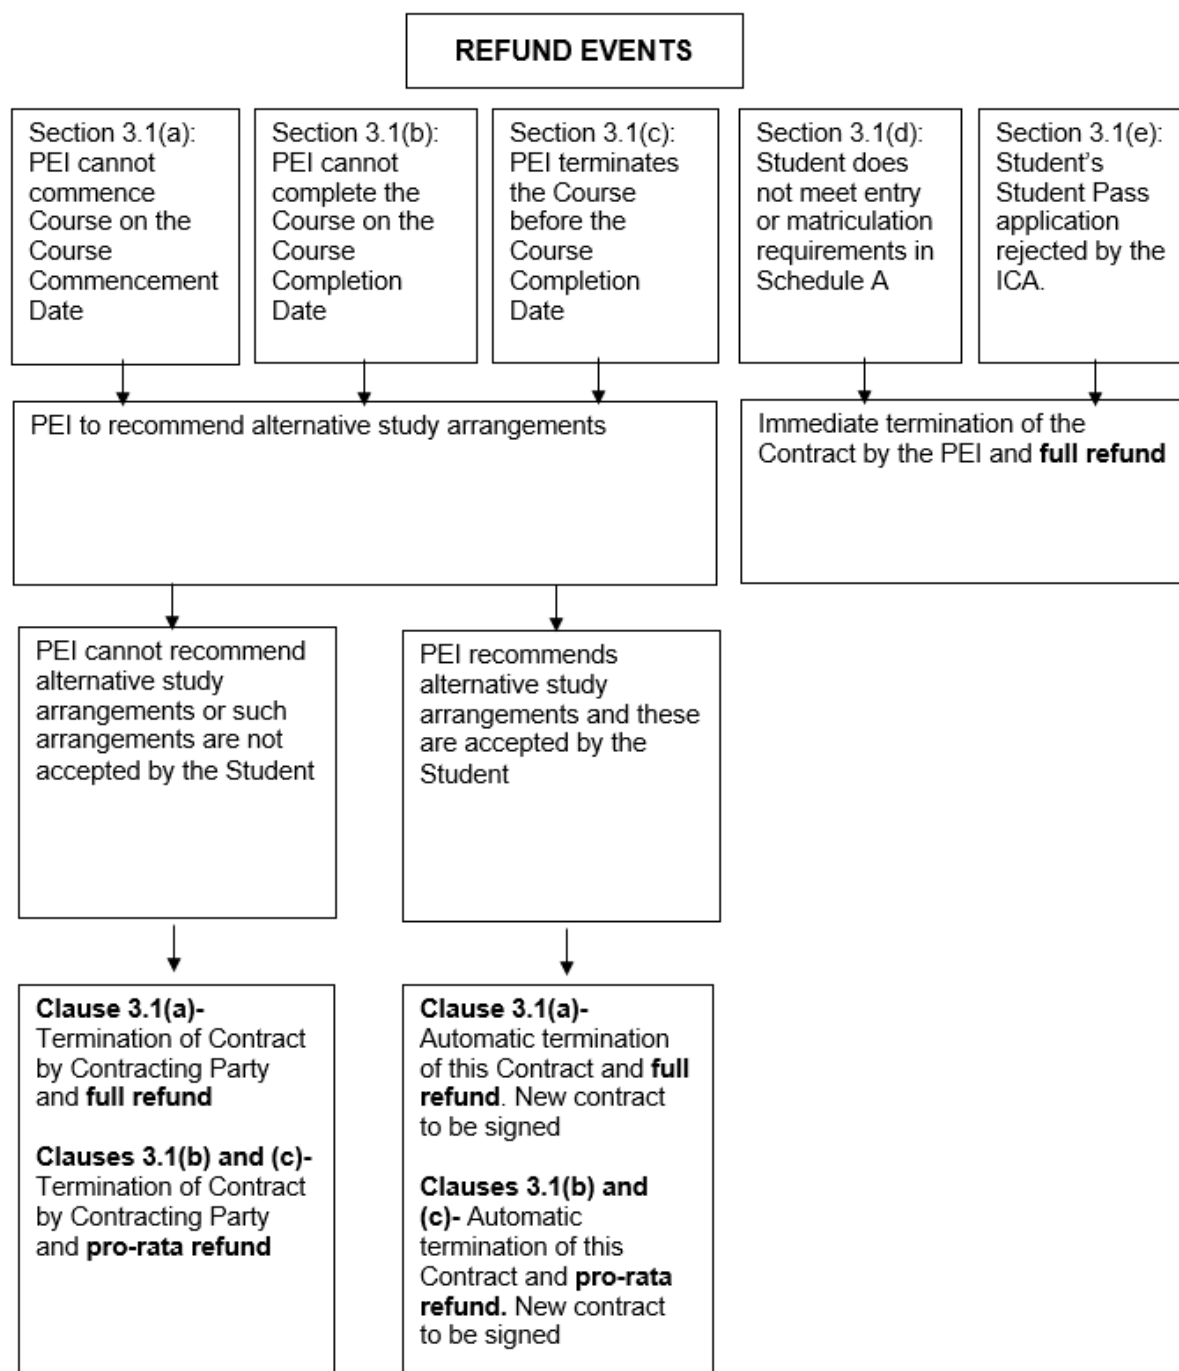 REFUND EVENTS
Section 3.1(a):
PEI cannot
commence
Course on the
Course
Commencement
Date
Section 3.1(b):
PEI cannot
complete the
Course on the
Course
Completion
Date
Section 3.1(c):
PEI terminates
the Course
before the
Course
Completion
Date
Section 3.1(d):
Student does
not meet entry
or matriculation
requirements in
Schedule A
Section 3.1(e):
Student’s
Student Pass
application
rejected by the
ICA.
PEI to recommend alternative study arrangements
Immediate termination of the
Contract by the PEI and full refund
PEI cannot recommend
alternative study
arrangements or such
arrangements are not
accepted by the Student
PEI recommends
alternative study
arrangements and these
are accepted by the
Student
Clause 3.1(a)-
Termination of Contract
by Contracting Party
and full refund
Clauses 3.1(b) and (c)-
Termination of Contract
by Contracting Party
and pro-rata refund
Clause 3.1(a)-
Automatic termination
of this Contract and full
refund. New contract
to be signed
Clauses 3.1(b) and
(c)- Automatic
termination of this
Contract and pro-rata
refund. New contract
to be signed